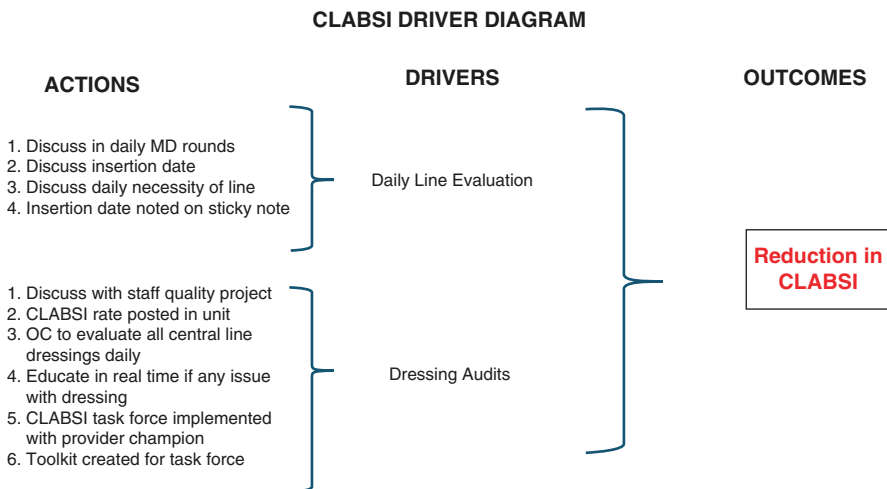 CLABSI DRIVER DIAGRAM
ACTIONS
DRIVERS
OUTCOMES
1. Discuss in daily MD rounds
2. Discuss insertion date
3. Discuss daily necessity of line
4. Insertion date noted on sticky note
Daily Line Evaluation
Reduction in
CLABSI
1. Discuss with staff quality project
2. CLABSI rate posted in unit
3. OC to evaluate all central line
dressings daily
4. Educate in real time if any issue
with dressing
5. CLABSI task force implemented
with provider champion
6. Toolkit created for task force
Dressing Audits